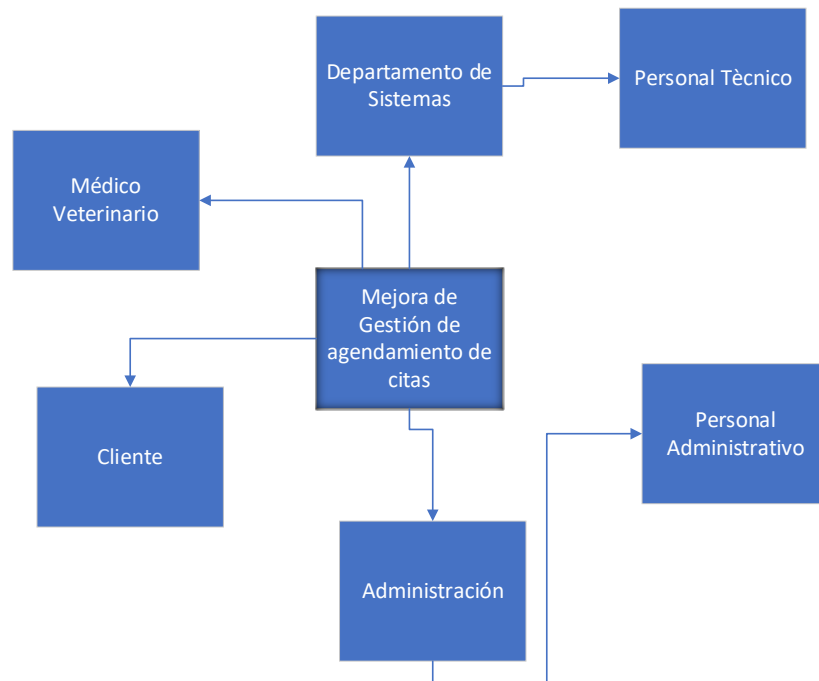 Departamento de
Sistemas
Personal Tècnico
Médico
Veterinario
Mejora de
Gestión de
agendamiento de
citas
Cliente
Personal
Administrativo
Administración